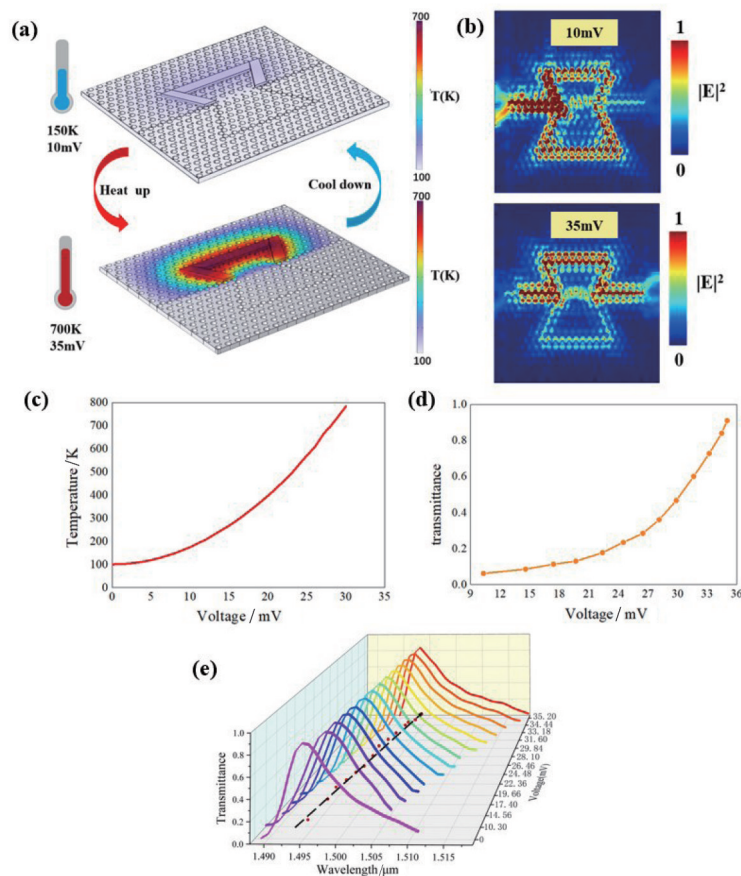 (a)
700
T(K)
100
150K
10mV
Heat up
Cool down
700
T(K)
100
700K
35mV
(b)
10mV
1
|E|²
0
35mV
1
|E|²
0
(c)
800
700
600
500
400
300
200
100
0
Temperature/K
0 5 10 15 20 25 30 35
Voltage / mV
(d)
1.0
0.8
0.6
0.4
0.2
0.0
transmittance
9 12 15 18 21 24 27 30 33 36
Voltage / mV
(e)
1.0
0.8
0.6
0.4
0.2
0.0
Transmittance
1.490 1.495 1.500 1.505 1.510 1.515
Wavelength /μm
35.20
34.44
33.18
31.60
29.84
28.10
26.46
24.48
22.36
19.66
17.40
14.56
10.30
0
Voltage(mV)